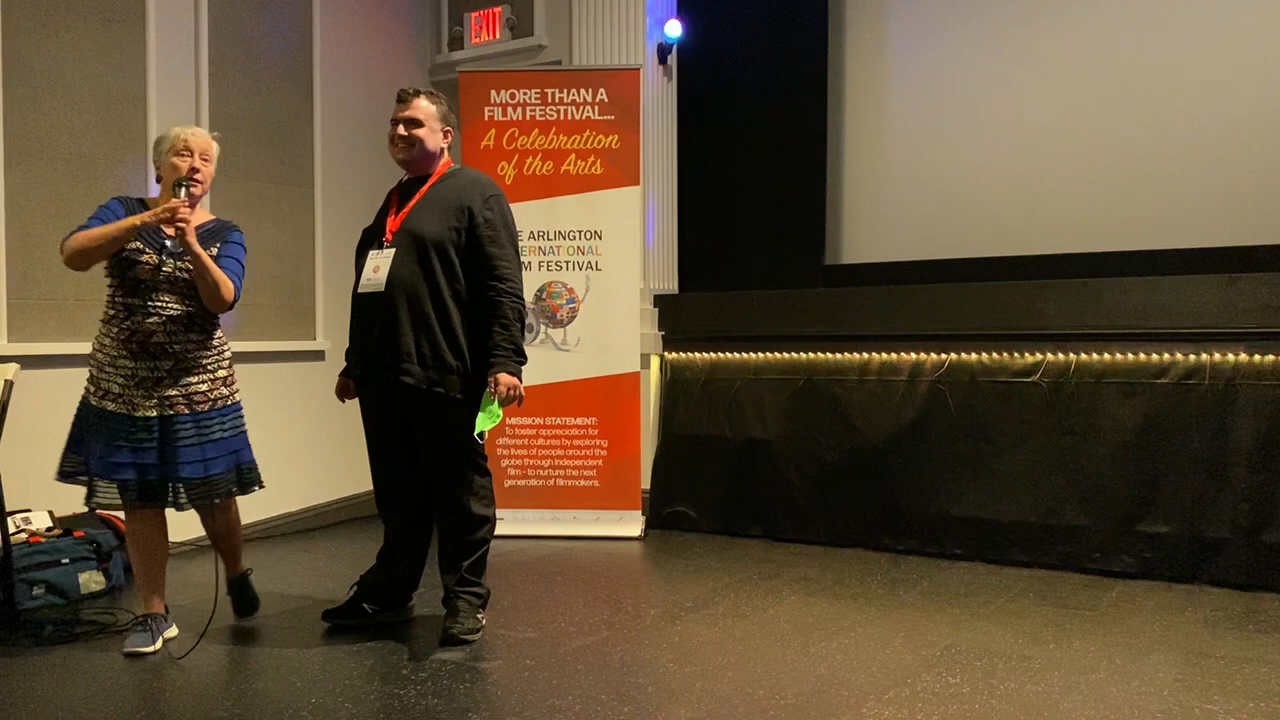 EXIT
MORE THAN A
FILM FESTIVAL...
A Celebration
of the Arts
E ARLINGTON
ERNATIONAL
M FESTIVAL
MISSION STATEMENT:
To foster appreciation for
different cultures by exploring
the lives of people around the
globe through independent
film - to nurture the next
generation of filmmakers.